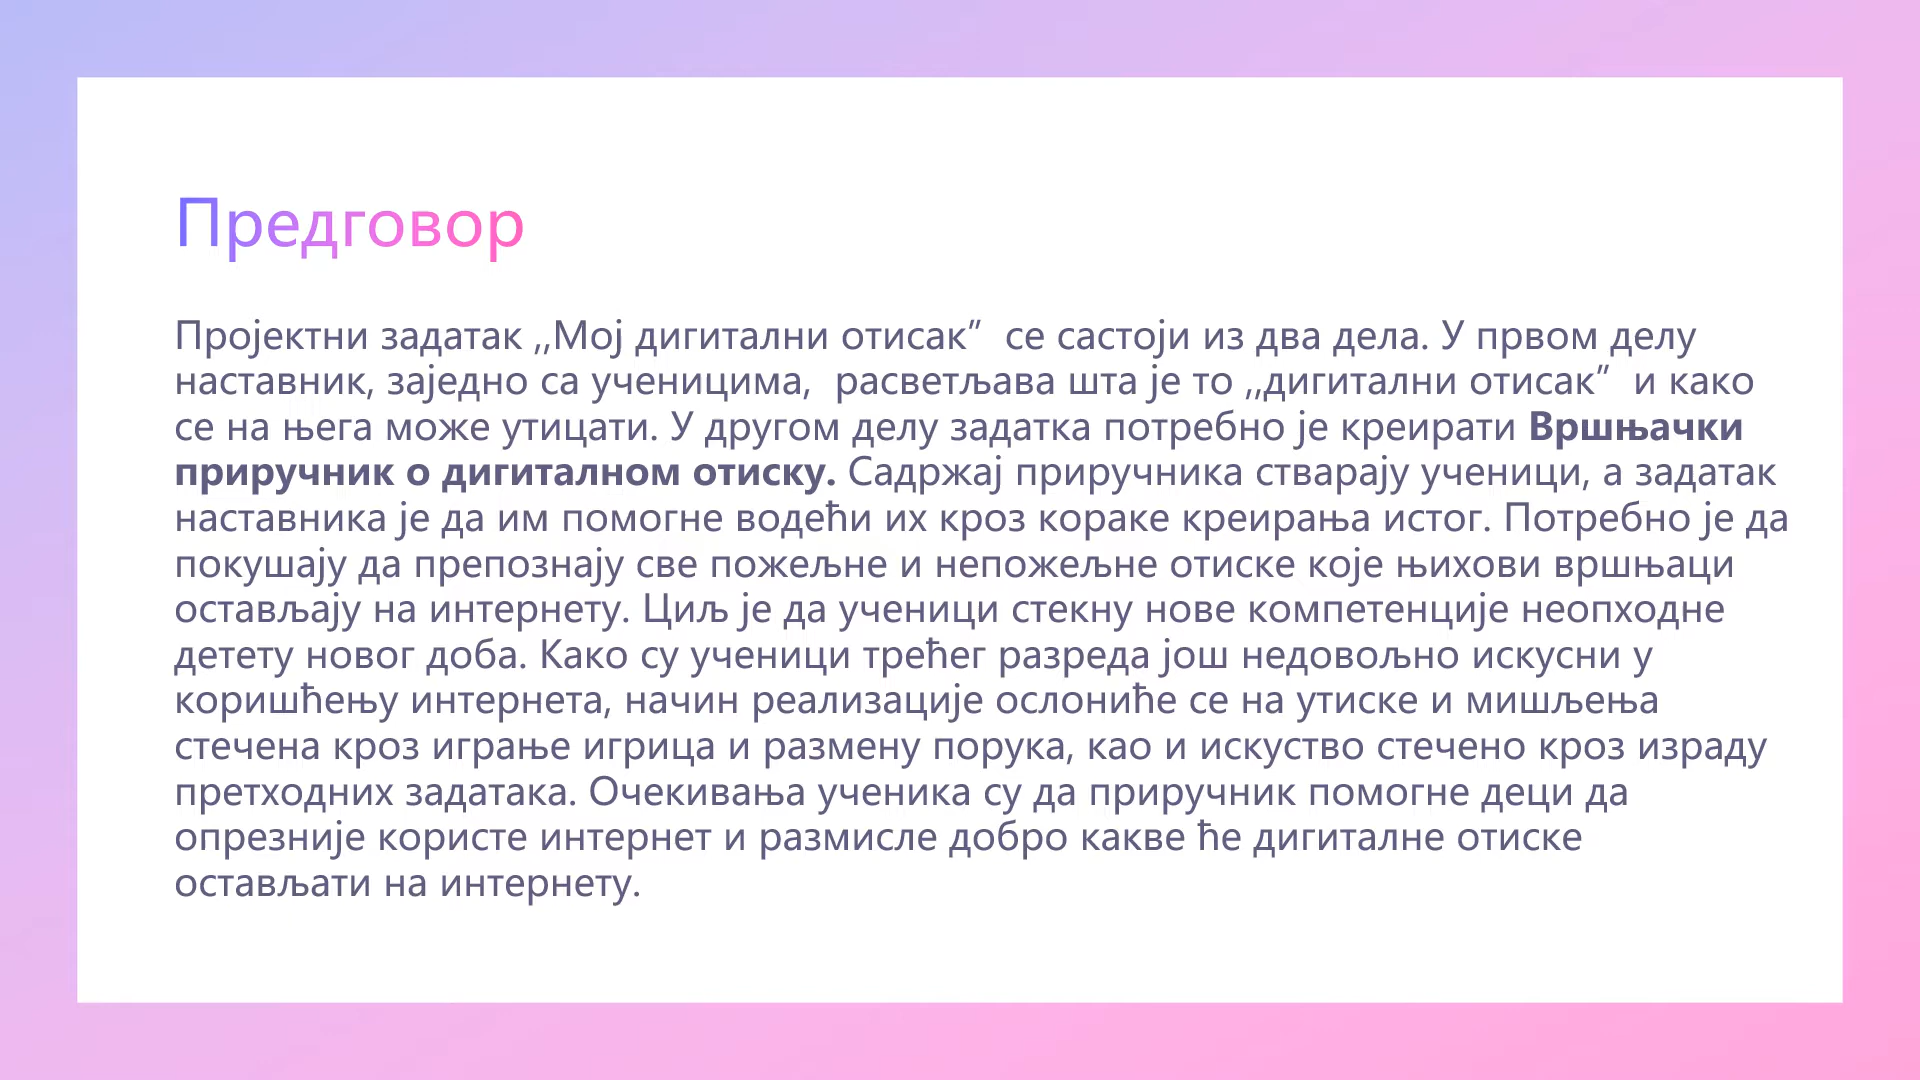 Предговор
Пројектни задатак ,,Мој дигитални отисак”  се састоји из два дела. У првом делу
наставник, заједно са ученицима,  расветљава шта је то ,,дигитални отисак”  и како
се на њега може утицати. У другом делу задатка потребно је креирати Вршњачки
приручник о дигиталном отиску. Садржај приручника стварају ученици, а задатак
наставника је да им помогне водећи их кроз кораке креирања истог. Потребно је да
покушају да препознају све пожељне и непожељне отиске које њихови вршњаци
остављају на интернету. Циљ је да ученици стекну нове компетенције неопходне
детету новог доба. Како су ученици трећег разреда још недовољно искусни у
коришћењу интернета, начин реализације ослониће се на утиске и мишљења
стечена кроз играње игрица и размену порука, као и искуство стечено кроз израду
претходних задатака. Очекивања ученика су да приручник помогне деци да
опрезније користе интернет и размисле добро какве ће дигиталне отиске
остављати на интернету.